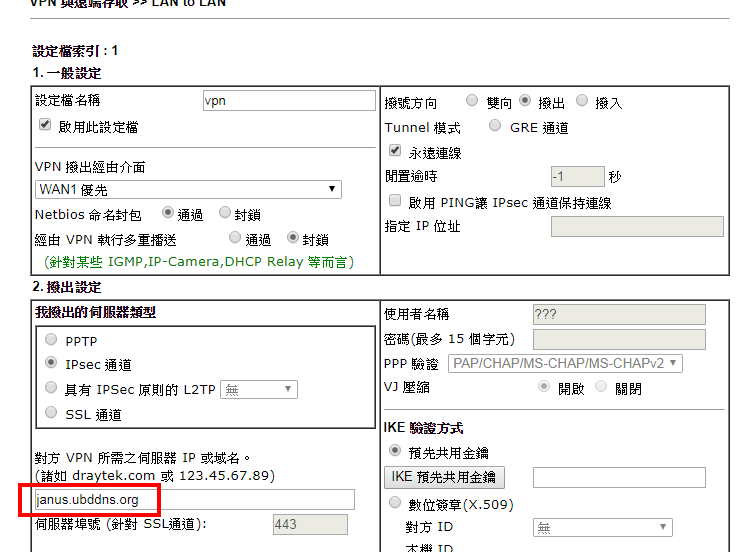 VPN 與遠端存取 >> LAN to LAN
設定檔索引 : 1
1. 一般設定
設定檔名稱 vpn
啟用此設定檔
VPN 撥出經由介面
WAN1 優先
Netbios 命名封包 通過 封鎖
經由 VPN 執行多重播送 通過 封鎖
(針對某些 IGMP,IP-Camera,DHCP Relay 等而言)
撥號方向 雙向 撥出 撥入
Tunnel 模式 GRE 通道
永遠連線
閒置逾時 -1 秒
啟用 PING讓 IPsec 通道保持連線
指定 IP 位址
2. 撥出設定
我撥出的伺服器類型
PPTP
IPsec 通道
具有 IPSec 原則的 L2TP 無
SSL 通道
對方 VPN 所需之伺服器 IP 或域名。
(諸如 draytek.com 或 123.45.67.89)
janus.ubddns.org
伺服器埠號 (針對 SSL通道): 443
使用者名稱 ???
密碼(最多 15 個字元)
PPP 驗證 PAP/CHAP/MS-CHAP/MS-CHAPv2
VJ 壓縮 開啟 關閉
IKE 驗證方式
預先共用金鑰
IKE 預先共用金鑰
數位簽章(X.509)
對方 ID 無
本機 ID